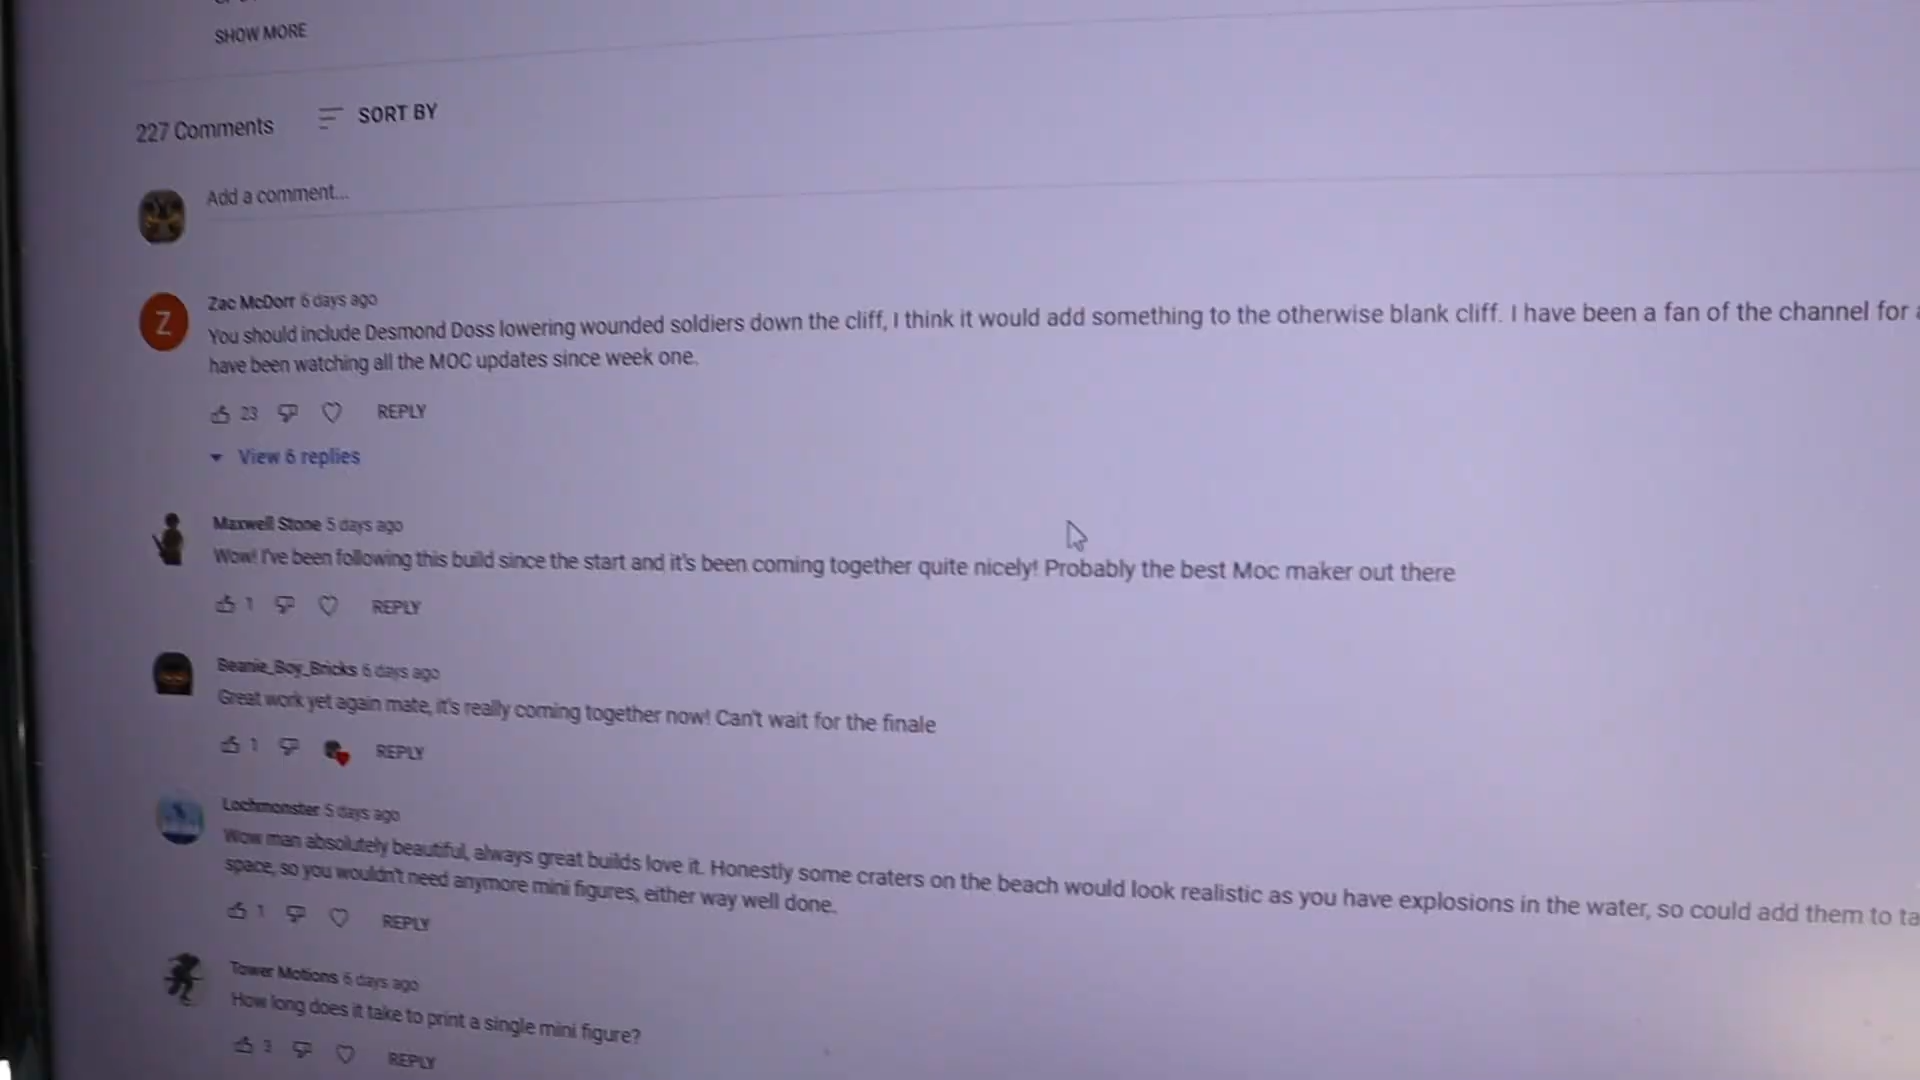 SHOW MORE
227 Comments
SORT BY
Add a comment...
Z
Zac McDorr 6 days ago
You should include Desmond Doss lowering wounded soldiers down the cliff, I think it would add something to the otherwise blank cliff. I have been a fan of the channel for
have been watching all the MOC updates since week one.
23 REPLY
View 6 replies
Maxwell Stone 5 days ago
Wow! I've been following this build since the start and it's been coming together quite nicely! Probably the best Moc maker out there
1 REPLY
Beanie_Boy_Bricks 6 days ago
Great work yet again mate, it's really coming together now! Can't wait for the finale
1 REPLY
Lochmonster 5 days ago
Wow man absolutely beautiful, always great builds love it. Honestly some craters on the beach would look realistic as you have explosions in the water, so could add them to ta
space, so you wouldn't need anymore mini figures, either way well done.
1 REPLY
Tower Motions 6 days ago
How long does it take to print a single mini figure?
3 REPLY